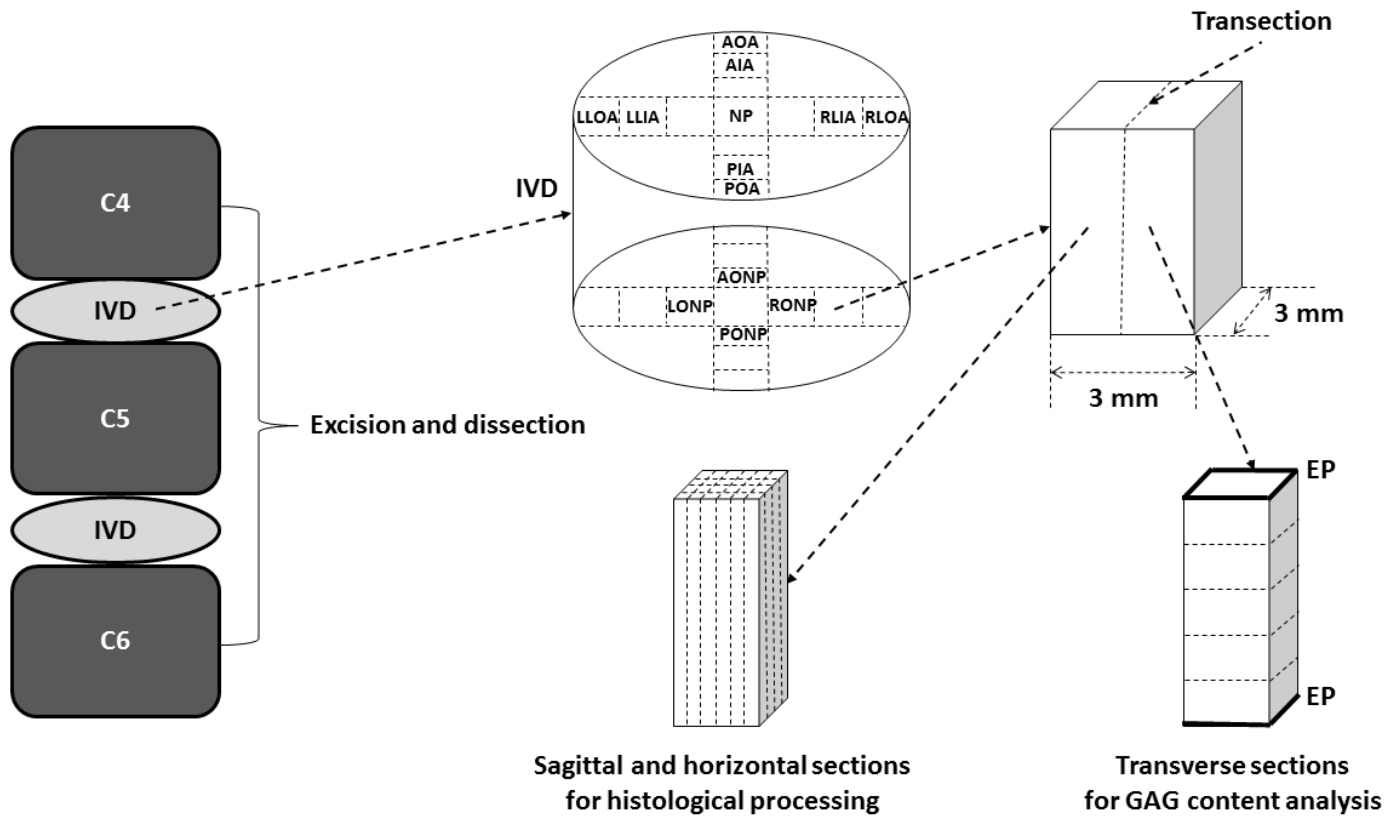 Transection
AOA
AIA
LLOA LLIA NP RLIA RLOA
PIA
POA
IVD
C4
IVD
C5
IVD
C6
Excision and dissection
AONP
LONP RONP
PONP
3 mm
3 mm
EP
EP
Sagittal and horizontal sections
for histological processing
Transverse sections
for GAG content analysis